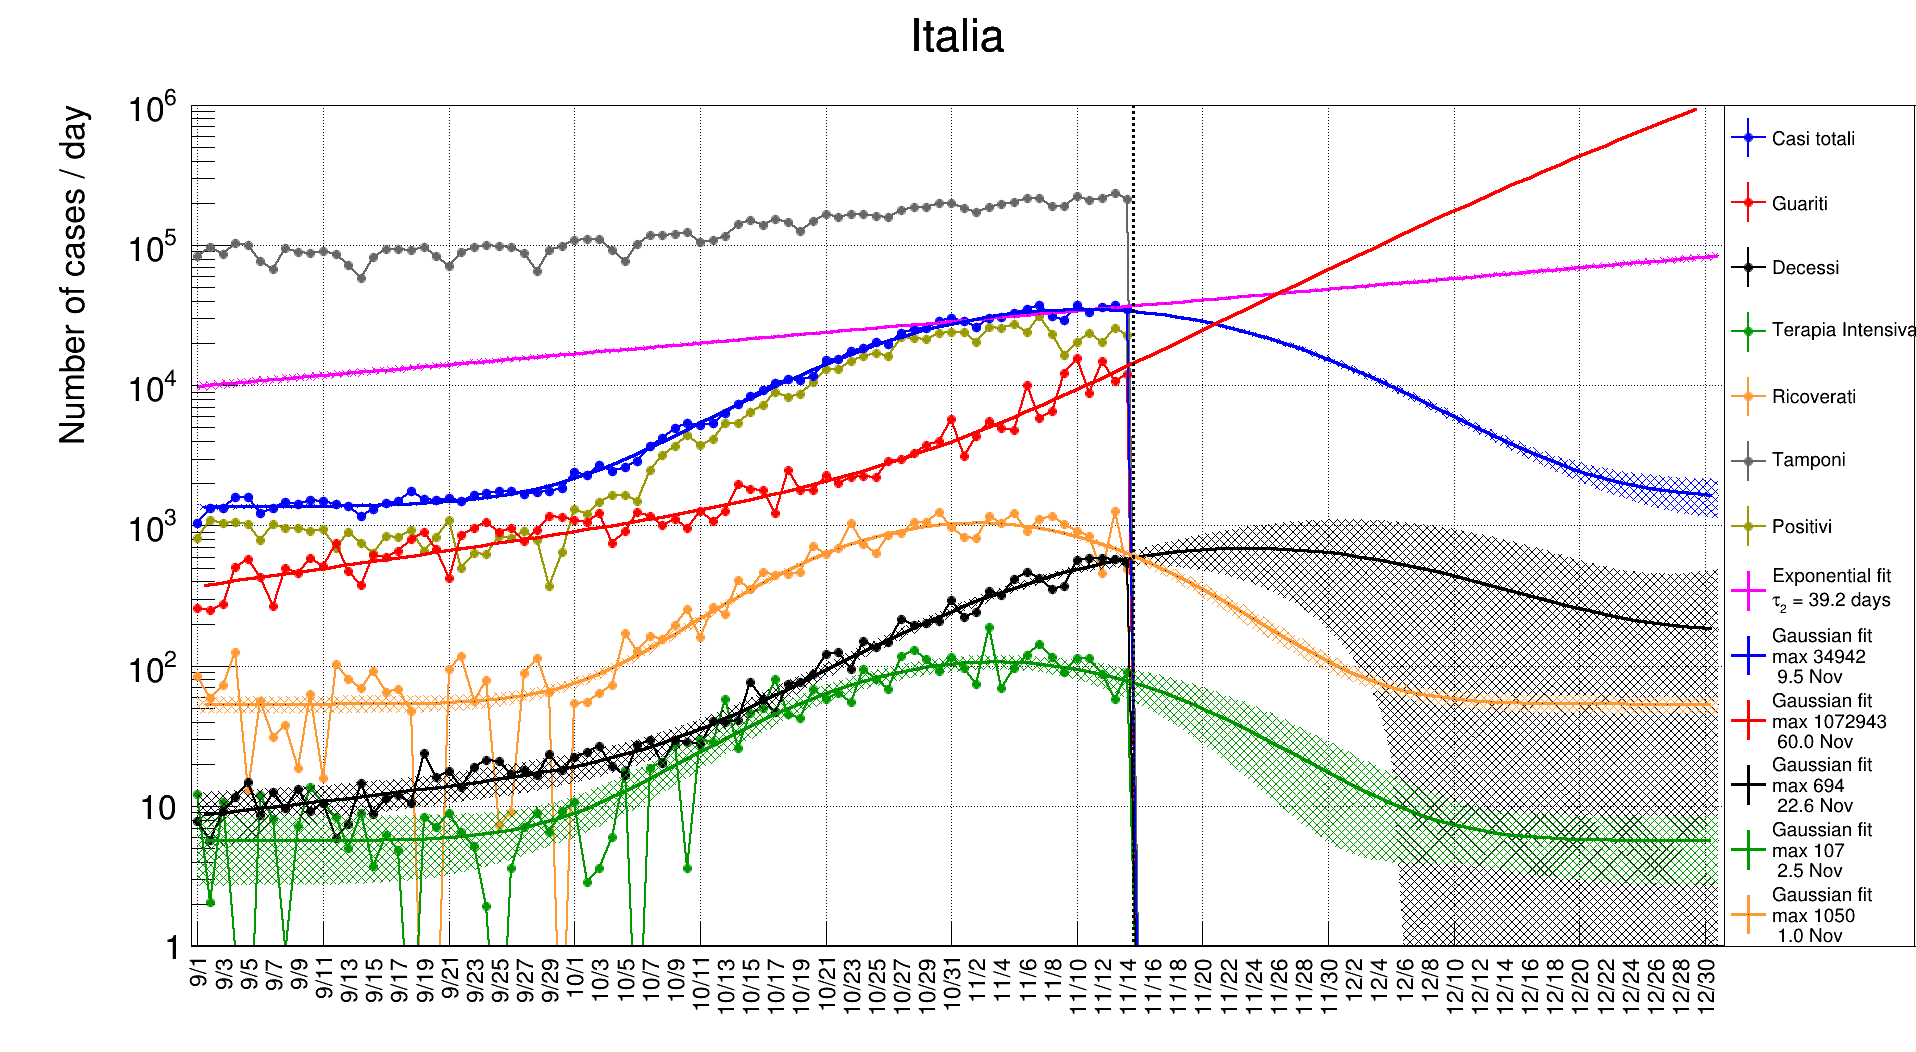 Italia
Number of cases / day
10^6
10^5
10^4
10^3
10^2
10
1
9/1
9/3
9/5
9/7
9/9
9/11
9/13
9/15
9/17
9/19
9/21
9/23
9/25
9/27
9/29
10/1
10/3
10/5
10/7
10/9
10/11
10/13
10/15
10/17
10/19
10/21
10/23
10/25
10/27
10/29
10/31
11/2
11/4
11/6
11/8
11/10
11/12
11/14
11/16
11/18
11/20
11/22
11/24
11/26
11/28
11/30
12/2
12/4
12/6
12/8
12/10
12/12
12/14
12/16
12/18
12/20
12/22
12/24
12/26
12/28
12/30
Casi totali
Guariti
Decessi
Terapia Intensiva
Ricoverati
Tamponi
Positivi
Exponential fit
τ₂ = 39.2 days
Gaussian fit
max 34942
9.5 Nov
Gaussian fit
max 1072943
60.0 Nov
Gaussian fit
max 694
22.6 Nov
Gaussian fit
max 107
2.5 Nov
Gaussian fit
max 1050
1.0 Nov